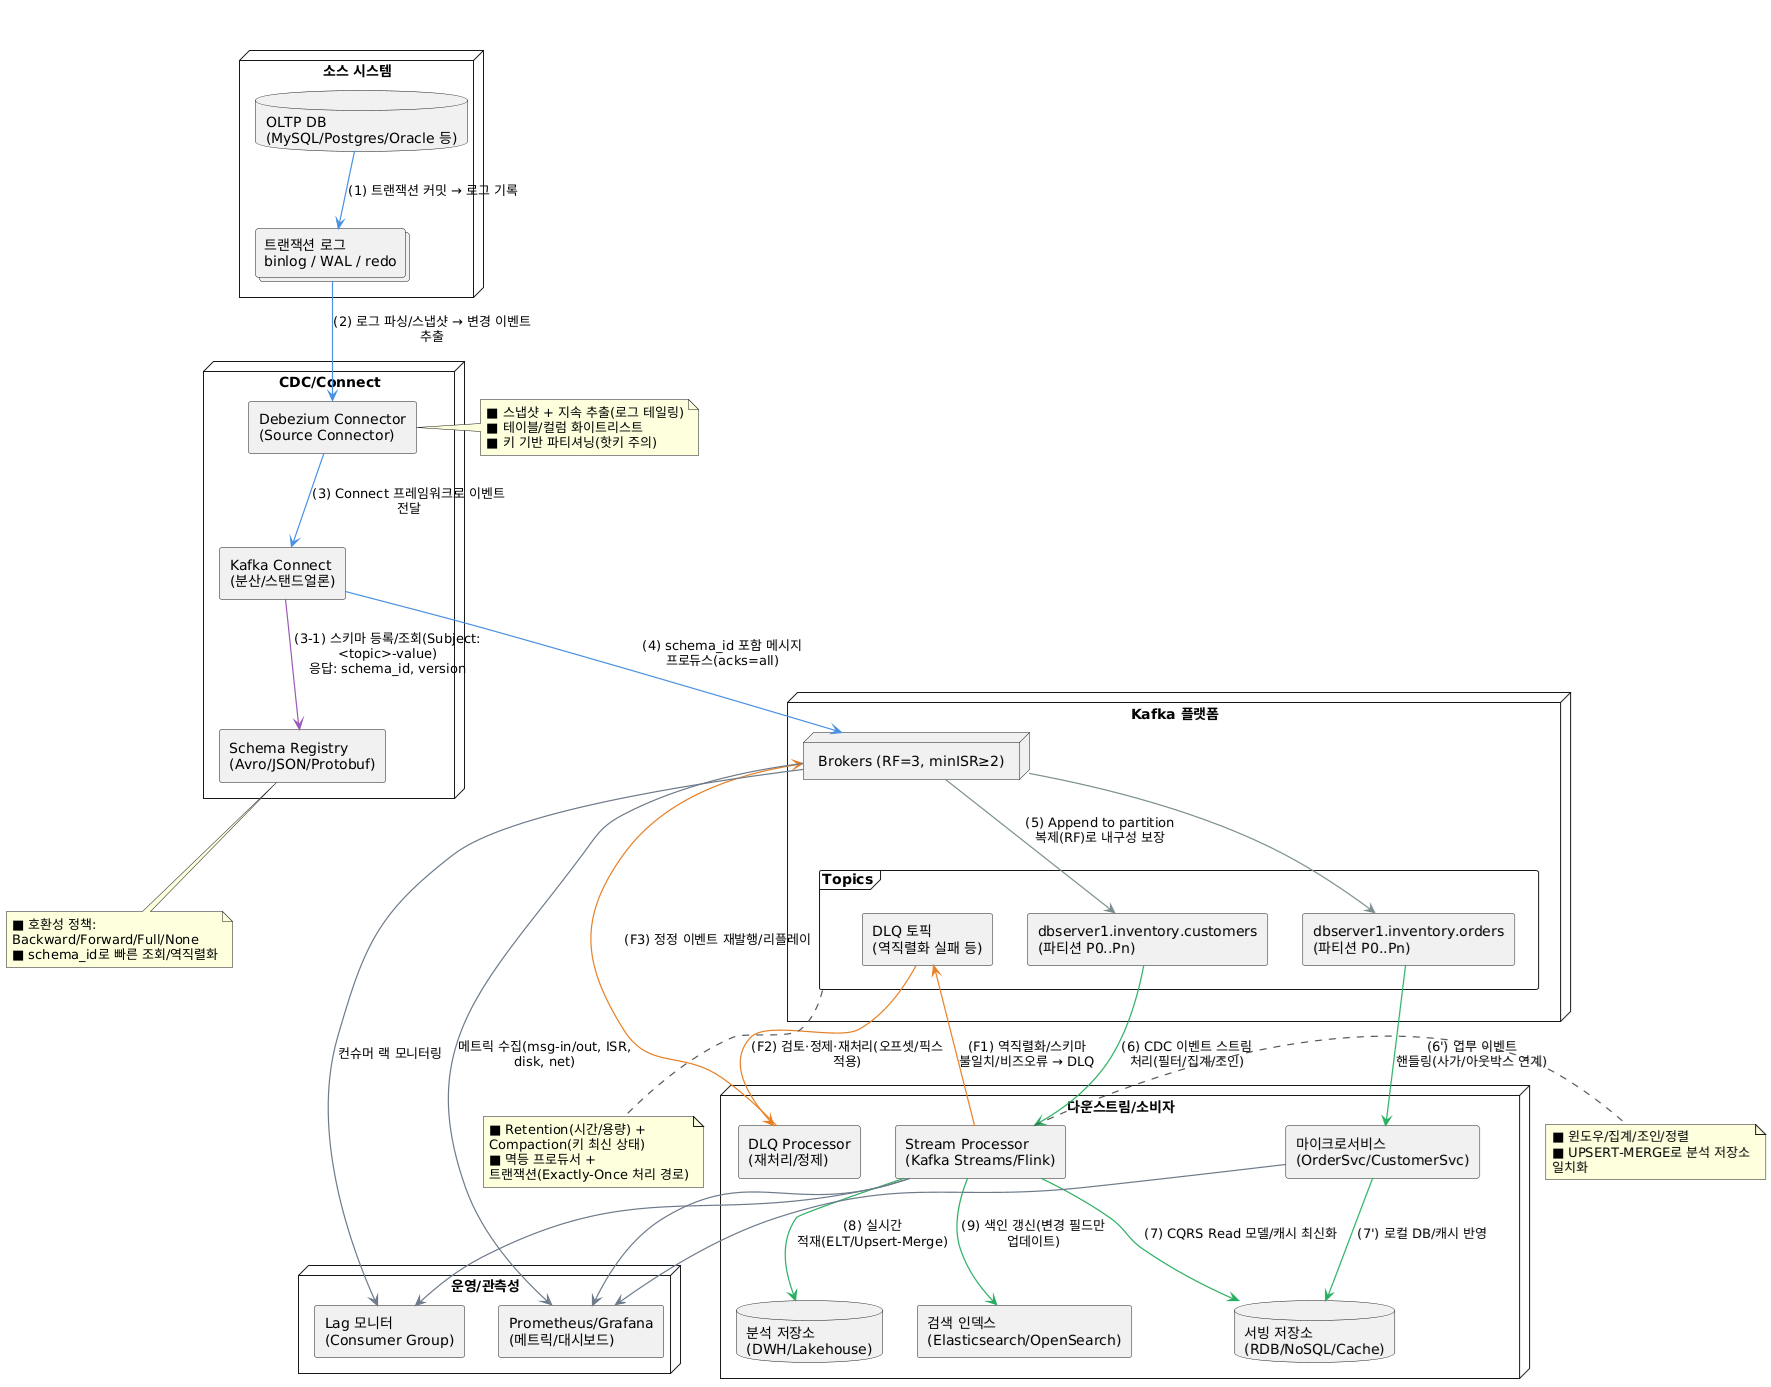 소스 시스템
OLTP DB
(MySQL/Postgres/Oracle 등)
(1) 트랜잭션 커밋 → 로그 기록
트랜잭션 로그
binlog / WAL / redo
(2) 로그 파싱/스냅샷 → 변경 이벤트
추출
CDC/Connect
Debezium Connector
(Source Connector)
■ 스냅샷 + 지속 추출(로그 테일링)
■ 테이블/컬럼 화이트리스트
■ 키 기반 파티셔닝(핫키 주의)
(3) Connect 프레임워크로 이벤트
전달
Kafka Connect
(분산/스탠드얼론)
(3-1) 스키마 등록/조회(Subject:
<topic>-value)
응답: schema_id, version
(4) schema_id 포함 메시지
프로듀스(acks=all)
Schema Registry
(Avro/JSON/Protobuf)
Kafka 플랫폼
Brokers (RF=3, minISR≥2)
(5) Append to partition
복제(RF)로 내구성 보장
■ 호환성 정책:
Backward/Forward/Full/None
■ schema_id로 빠른 조회/역직렬화
(F3) 정정 이벤트 재발행/리플레이
Topics
DLQ 토픽
(역직렬화 실패 등)
dbserver1.inventory.customers
(파티션 P0..Pn)
dbserver1.inventory.orders
(파티션 P0..Pn)
컨슈머 랙 모니터링
메트릭 수집(msg-in/out, ISR,
disk, net)
(F2) 검토·정제·재처리(오프셋/픽스
적용)
(F1) 역직렬화/스키마
불일치/비즈오류 → DLQ
(6) CDC 이벤트 스트림
처리(필터/집계/조인)
(6') 업무 이벤트
핸들링(사가/아웃박스 연계)
■ Retention(시간/용량) +
Compaction(키 최신 상태)
■ 멱등 프로듀서 +
트랜잭션(Exactly-Once 처리 경로)
다운스트림/소비자
DLQ Processor
(재처리/정제)
Stream Processor
(Kafka Streams/Flink)
마이크로서비스
(OrderSvc/CustomerSvc)
■ 윈도우/집계/조인/정렬
■ UPSERT-MERGE로 분석 저장소
일치화
(8) 실시간
적재(ELT/Upsert-Merge)
(9) 색인 갱신(변경 필드만
업데이트)
(7) CQRS Read 모델/캐시 최신화
(7') 로컬 DB/캐시 반영
운영/관측성
Lag 모니터
(Consumer Group)
Prometheus/Grafana
(메트릭/대시보드)
분석 저장소
(DWH/Lakehouse)
검색 인덱스
(Elasticsearch/OpenSearch)
서빙 저장소
(RDB/NoSQL/Cache)